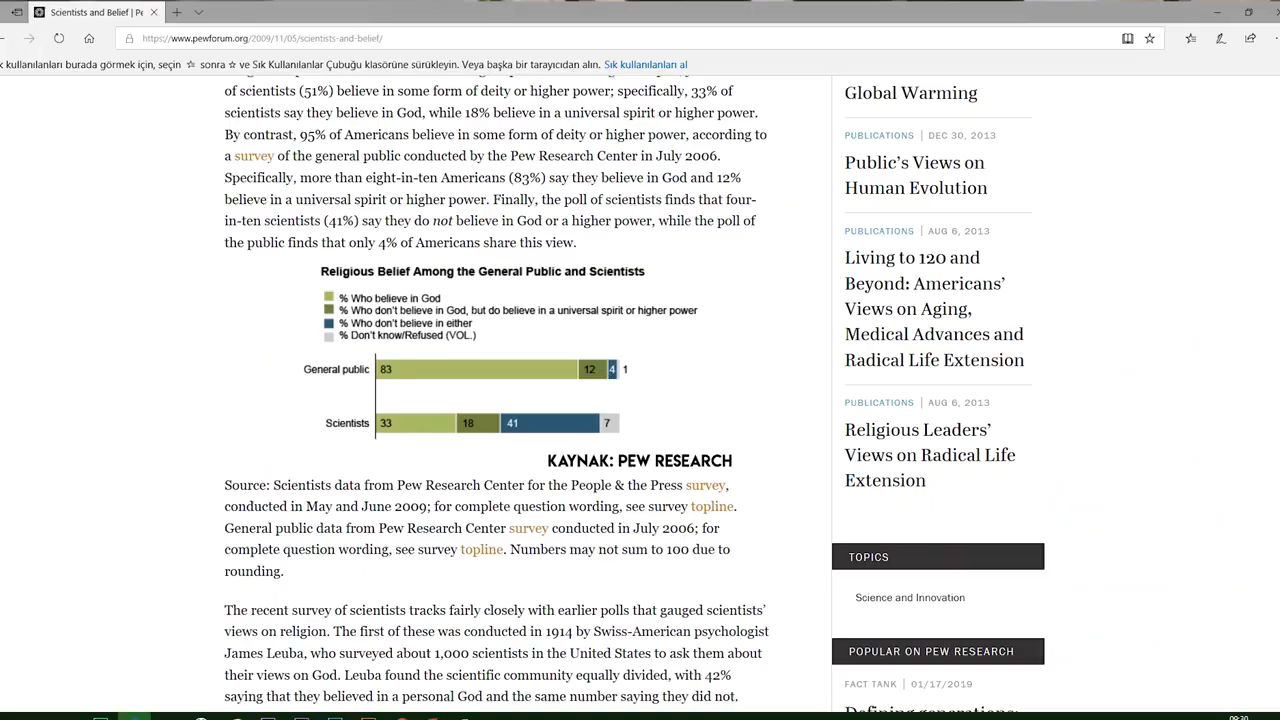 Scientists and Belief | Pe
https://www.pewforum.org/2009/11/05/scientists-and-belief/
kullanılanları burada görmek için, seçin ☆ sonra ☆ ve Sık Kullanılanlar Çubuğu klasörüne sürükleyin. Veya başka bir tarayıcıdan alın. Sık kullanılanları al
of scientists (51%) believe in some form of deity or higher power; specifically, 33% of
scientists say they believe in God, while 18% believe in a universal spirit or higher power.
By contrast, 95% of Americans believe in some form of deity or higher power, according to
a survey of the general public conducted by the Pew Research Center in July 2006.
Specifically, more than eight-in-ten Americans (83%) say they believe in God and 12%
believe in a universal spirit or higher power. Finally, the poll of scientists finds that four-
in-ten scientists (41%) say they do not believe in God or a higher power, while the poll of
the public finds that only 4% of Americans share this view.
Religious Belief Among the General Public and Scientists
% Who believe in God
% Who don't believe in God, but do believe in a universal spirit or higher power
% Who don't believe in either
% Don't know/Refused (VOL.)
General public 83 12 4 1
Scientists 33 18 41 7
KAYNAK: PEW RESEARCH
Source: Scientists data from Pew Research Center for the People & the Press survey,
conducted in May and June 2009; for complete question wording, see survey topline.
General public data from Pew Research Center survey conducted in July 2006; for
complete question wording, see survey topline. Numbers may not sum to 100 due to
rounding.
The recent survey of scientists tracks fairly closely with earlier polls that gauged scientists'
views on religion. The first of these was conducted in 1914 by Swiss-American psychologist
James Leuba, who surveyed about 1,000 scientists in the United States to ask them about
their views on God. Leuba found the scientific community equally divided, with 42%
saying that they believed in a personal God and the same number saying they did not.
Global Warming
PUBLICATIONS | DEC 30, 2013
Public's Views on
Human Evolution
PUBLICATIONS | AUG 6, 2013
Living to 120 and
Beyond: Americans'
Views on Aging,
Medical Advances and
Radical Life Extension
PUBLICATIONS | AUG 6, 2013
Religious Leaders'
Views on Radical Life
Extension
TOPICS
Science and Innovation
POPULAR ON PEW RESEARCH
FACT TANK | 01/17/2019
Defining generations: